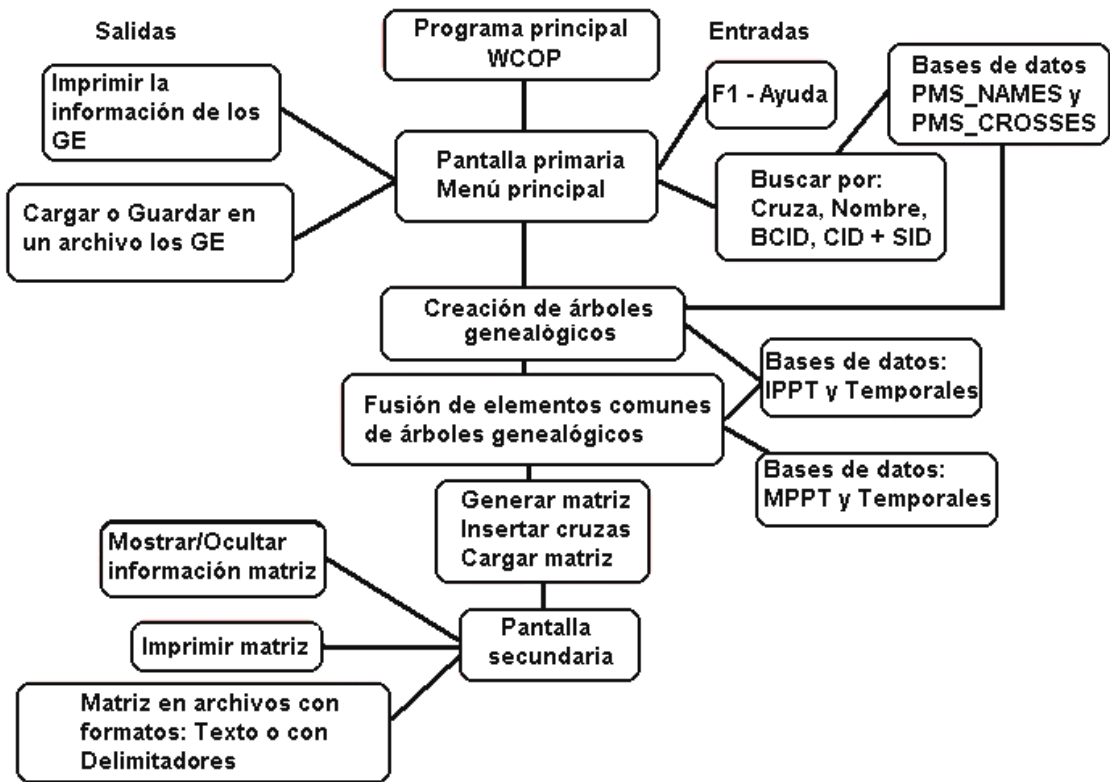 Salidas
Programa principal
WCOP
Entradas
Imprimir la
información de los
GE
F1 - Ayuda
Bases de datos
PMS_NAMES y
PMS_CROSSES
Pantalla primaria
Menú principal
Buscar por:
Cruza, Nombre,
BCID, CID + SID
Cargar o Guardar en
un archivo los GE
Creación de árboles
genealógicos
Bases de datos:
IPPT y Temporales
Fusión de elementos comunes
de árboles genealógicos
Bases de datos:
MPPT y Temporales
Generar matriz
Insertar cruzas
Cargar matriz
Mostrar/Ocultar
información matriz
Pantalla
secundaria
Imprimir matriz
Matriz en archivos con
formatos: Texto o con
Delimitadores